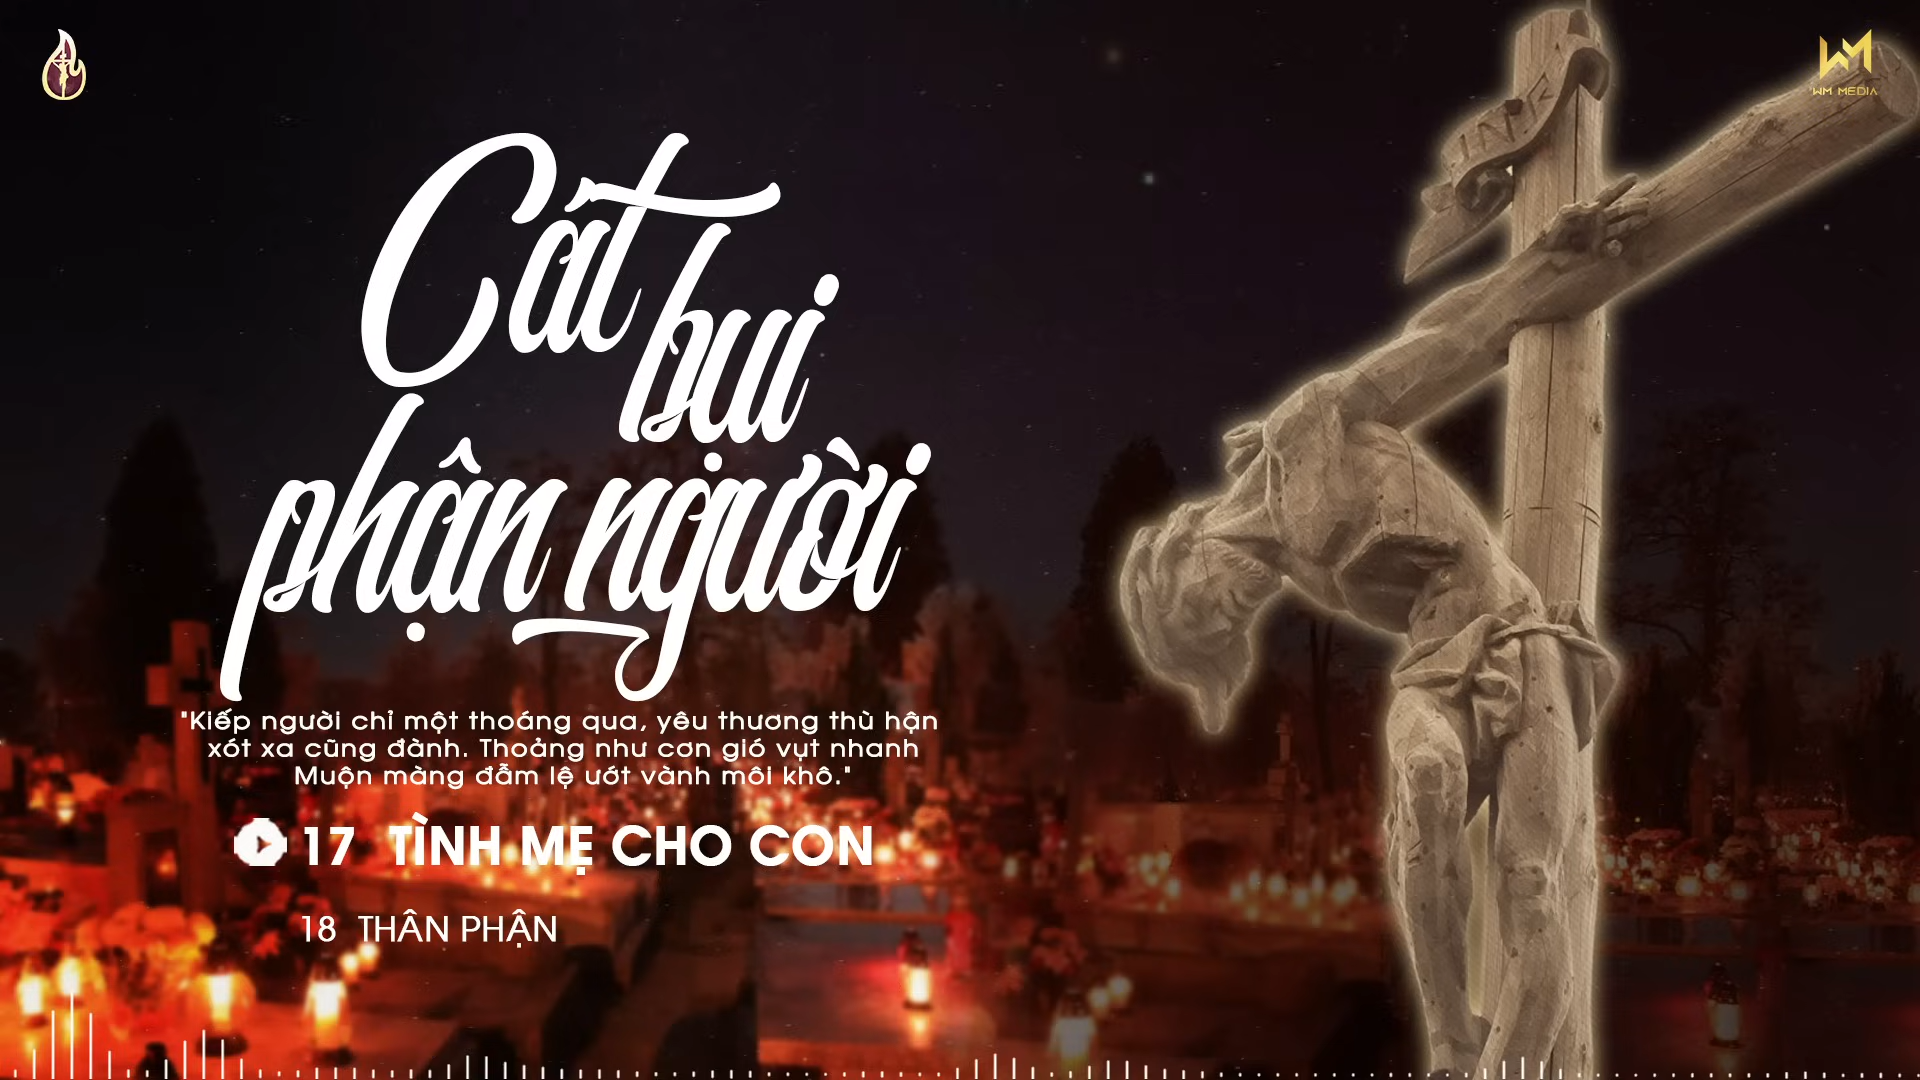 WM
WM MEDIA
I.N.R
Cát
bụi
phận người
"Kiếp người chỉ một thoáng qua, yêu thương thù hận
xót xa cũng đành. Thoảng như cơn gió vụt nhanh
Muộn màng đẫm lệ ướt vành môi khô."
17 TÌNH MẸ CHO CON
18 THÂN PHẬN